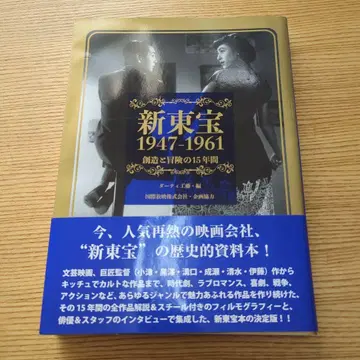 新東宝
1947-1961
創造と冒険の15年間
ダーティ工藤・編
国際放映株式会社・企画協力
今、人気再熱の映画会社、
“新東宝”の歴史的資料本！
文芸映画、巨匠監督（小津・黒澤・溝口・成瀬・清水・伊藤）作から
キッチュでカルトな作品まで、時代劇、ラブロマンス、喜劇、戦争、
アクションなど、あらゆるジャンルで魅力あふれる作品を作り続けた。
その15年間の全作品解説＆スチール付きのフィルモグラフィーと、
俳優＆スタッフのインタビューで集成した、新東宝本の決定版！！